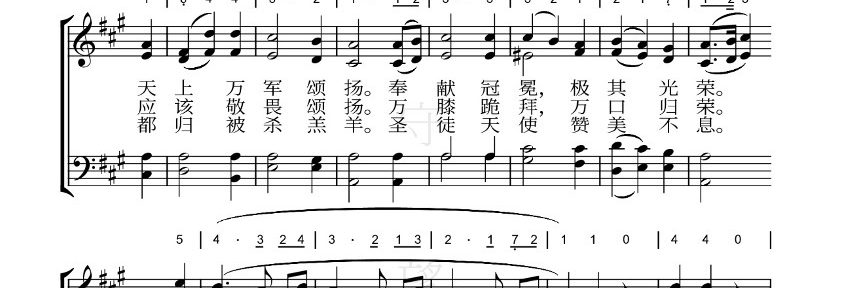 天上万军颂扬。奉献冠冕，极其光荣。
应该敬畏颂扬。万膝跪拜，万口归荣。
都归被杀羔羊。圣徒天使赞美不息。
5 | 4 · 3 2 4 | 3 · 2 1 3 | 2 · 1 7 2 | 1 1 0 | 4 4 0 |